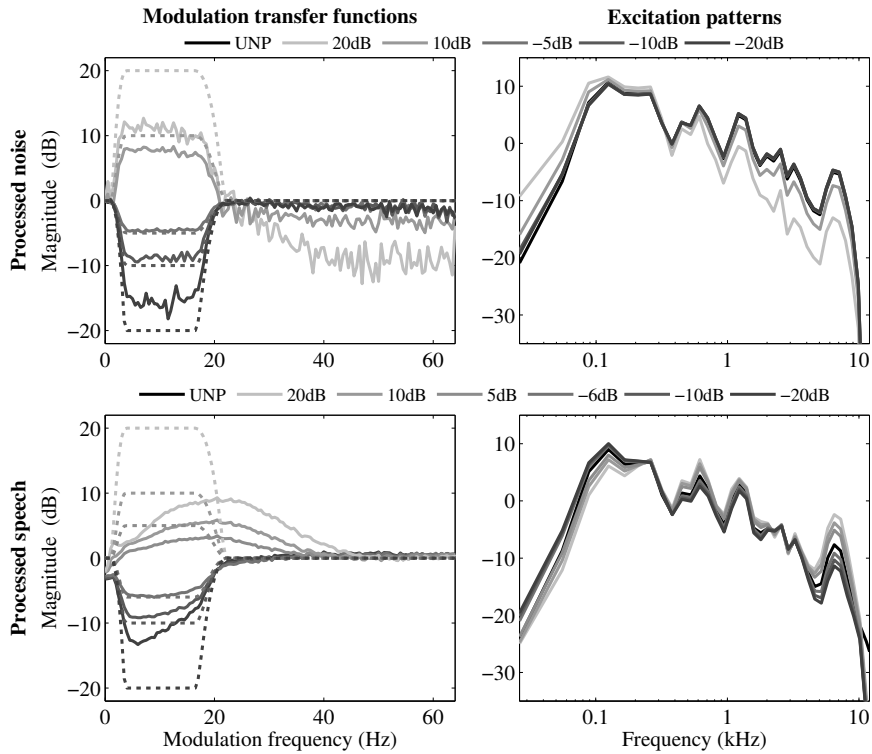 Modulation transfer functions
Excitation patterns
UNP 20dB 10dB −5dB −10dB −20dB
Processed noise
Magnitude (dB)
20
10
0
−10
−20
0 20 40 60
10
0
−10
−20
−30
0.1 1 10
UNP 20dB 10dB 5dB −6dB −10dB −20dB
Processed speech
Magnitude (dB)
20
10
0
−10
−20
0 20 40 60
Modulation frequency (Hz)
10
0
−10
−20
−30
0.1 1 10
Frequency (kHz)